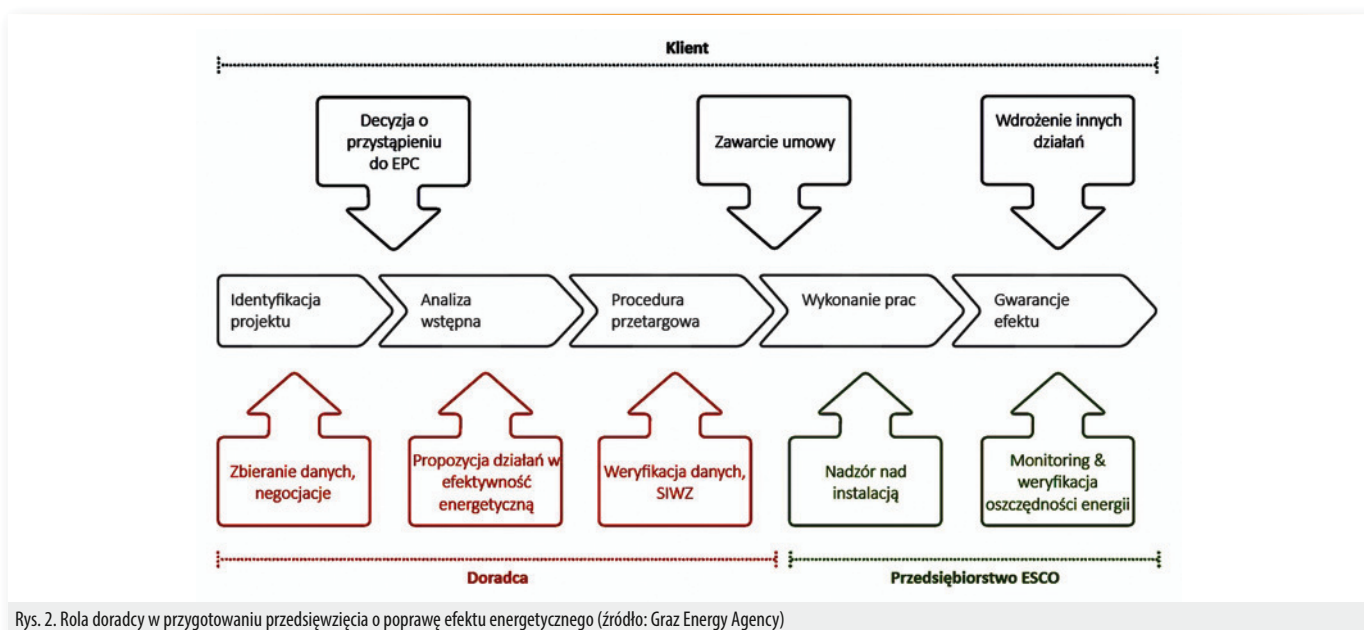 Klient
Decyzja o
przystąpieniu
do EPC
Zawarcie umowy
Wdrożenie innych
działań
Identyfikacja
projektu
Analiza
wstępna
Procedura
przetargowa
Wykonanie prac
Gwarancje
efektu
Zbieranie danych,
negocjacje
Propozycja działań w
efektywność
energetyczną
Weryfikacja danych,
SIWZ
Nadzór nad
instalacją
Monitoring &
weryfikacja
oszczędności energii
Doradca
Przedsiębiorstwo ESCO
Rys. 2. Rola doradcy w przygotowaniu przedsięwzięcia o poprawę efektu energetycznego (źródło: Graz Energy Agency)